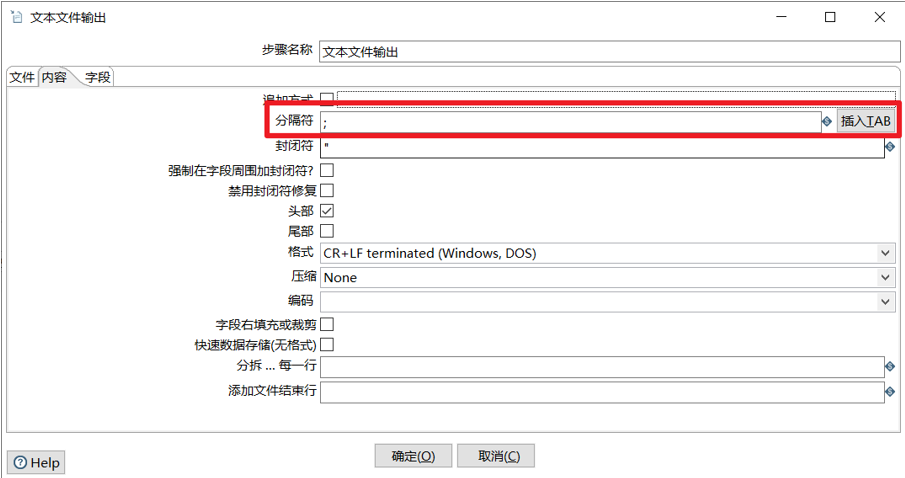 文本文件输出
步骤名称 文本文件输出
文件 内容 字段
追加方式
分隔符 ; 插入TAB
封闭符 "
强制在字段周围加封闭符?
禁用封闭符修复
头部
尾部
格式 CR+LF terminated (Windows, DOS)
压缩 None
编码
字段右填充或裁剪
快速数据存储(无格式)
分拆 ... 每一行
添加文件结束行
Help 确定(O) 取消(C)